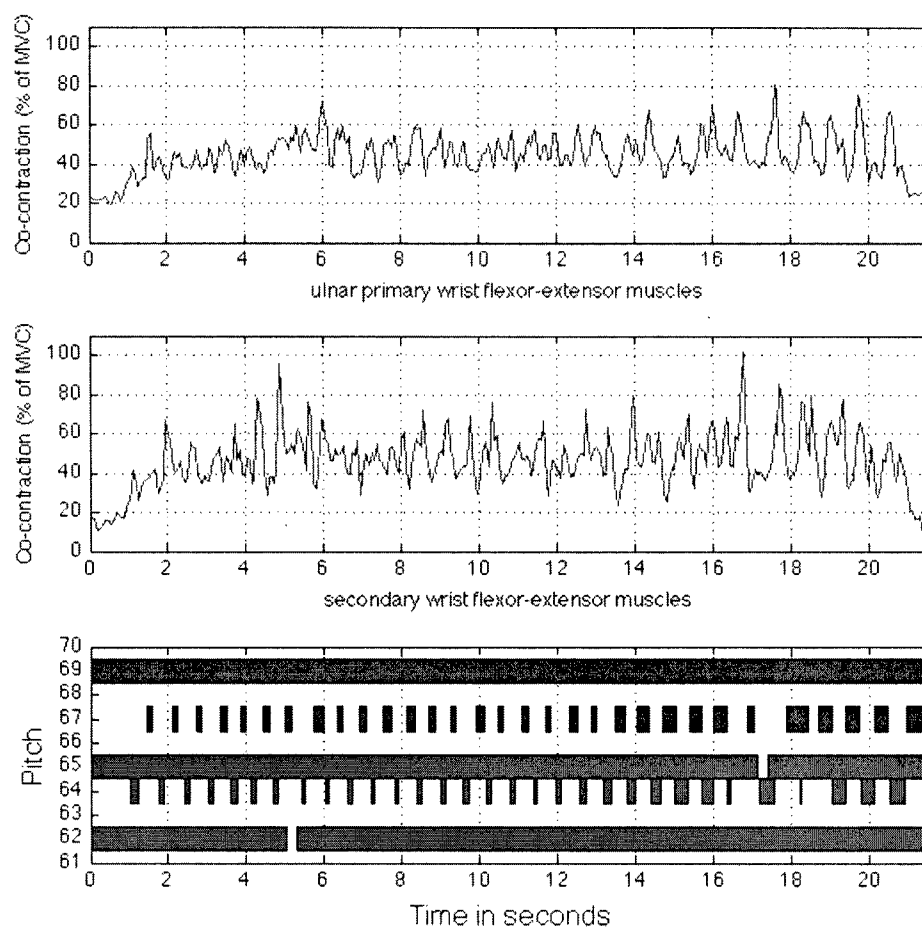 Co-contraction (% of MVC)
100
80
60
40
20
0
0 2 4 6 8 10 12 14 16 18 20
ulnar primary wrist flexor-extensor muscles
Co-contraction (% of MVC)
100
80
60
40
20
0
0 2 4 6 8 10 12 14 16 18 20
secondary wrist flexor-extensor muscles
Pitch
70
69
68
67
66
65
64
63
62
61
0 2 4 6 8 10 12 14 16 18 20
Time in seconds